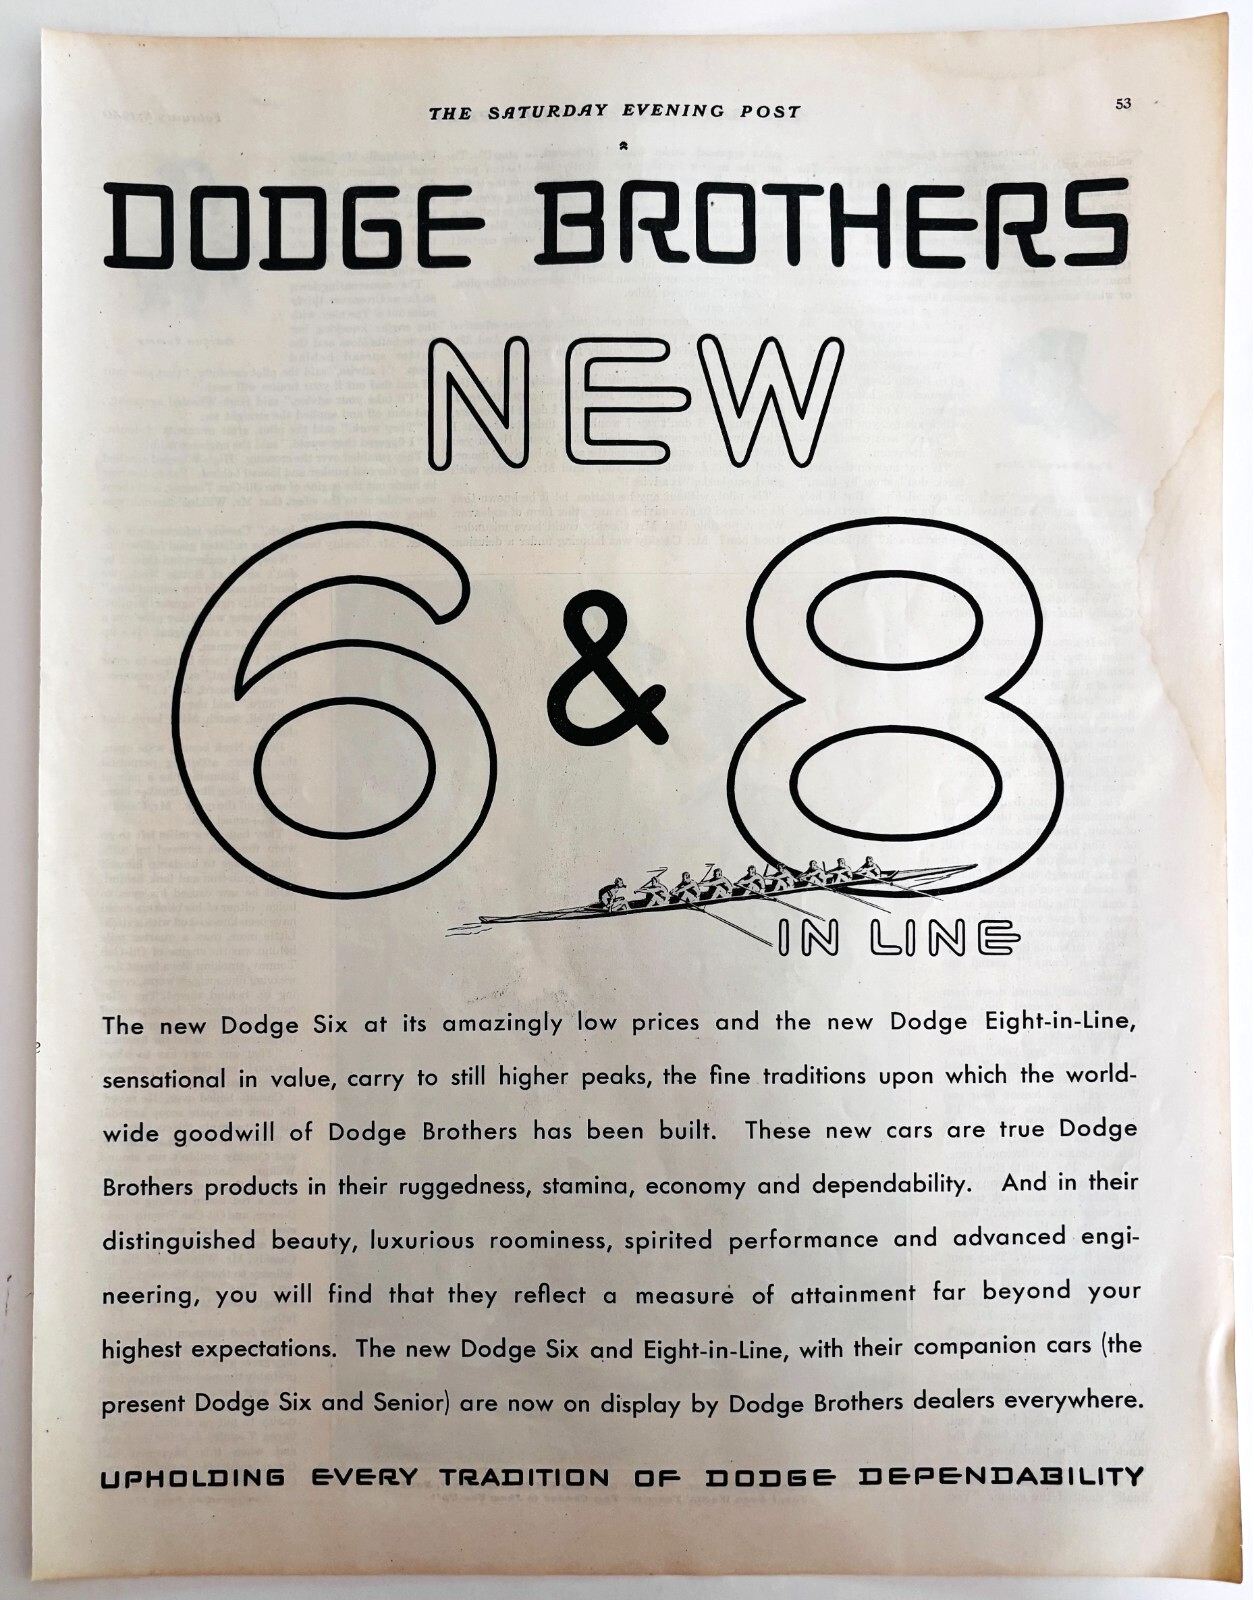 THE SATURDAY EVENING POST
53
DODGE BROTHERS
NEW
6 & 8
IN LINE
The new Dodge Six at its amazingly low prices and the new Dodge Eight-in-Line,
sensational in value, carry to still higher peaks, the fine traditions upon which the world-
wide goodwill of Dodge Brothers has been built. These new cars are true Dodge
Brothers products in their ruggedness, stamina, economy and dependability. And in their
distinguished beauty, luxurious roominess, spirited performance and advanced engi-
neering, you will find that they reflect a measure of attainment far beyond your
highest expectations. The new Dodge Six and Eight-in-Line, with their companion cars (the
present Dodge Six and Senior) are now on display by Dodge Brothers dealers everywhere.
UPHOLDING EVERY TRADITION OF DODGE DEPENDABILITY